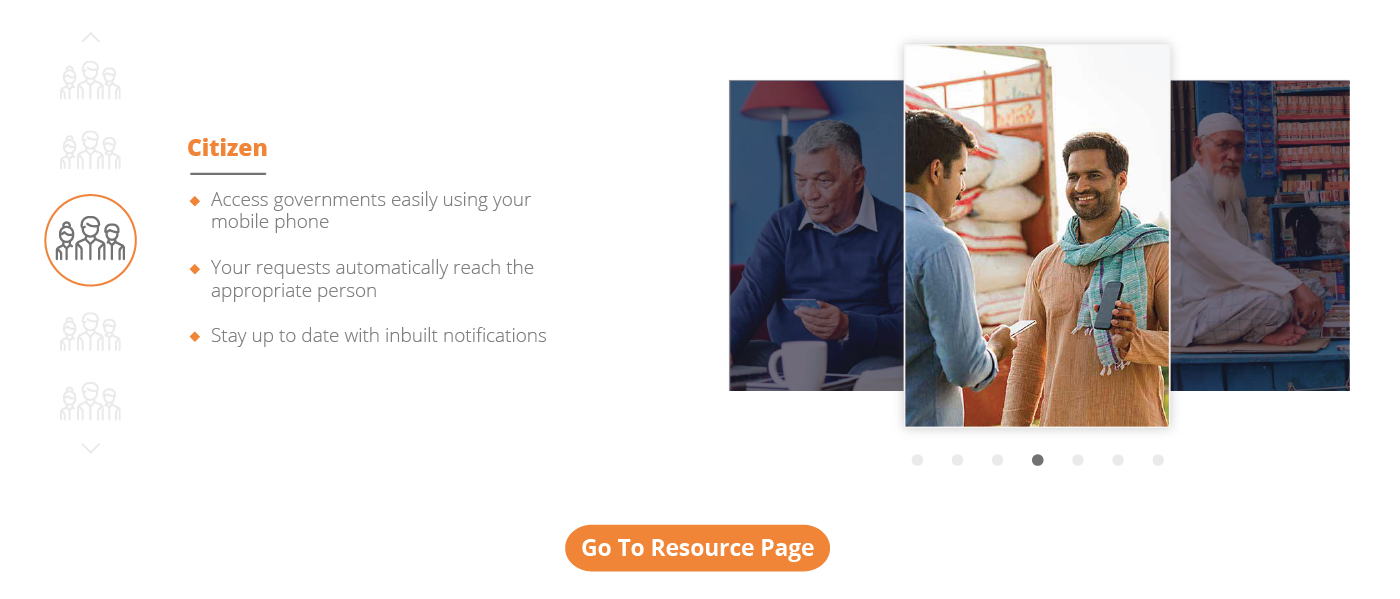 Citizen
Access governments easily using your
mobile phone
Your requests automatically reach the
appropriate person
Stay up to date with inbuilt notifications
Go To Resource Page